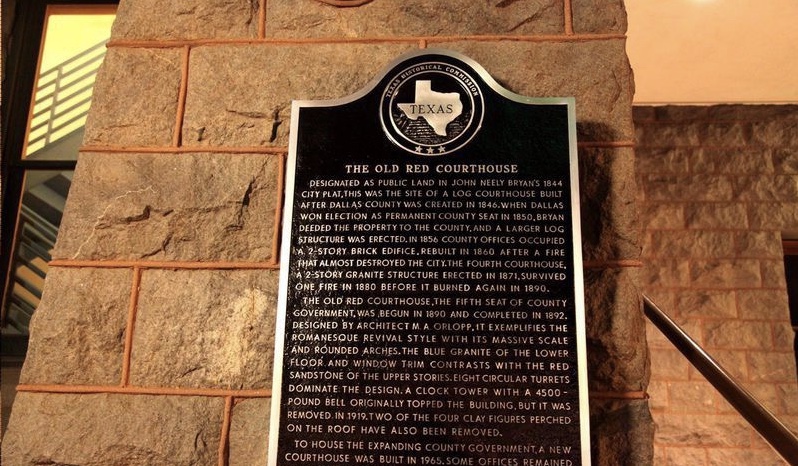 TEXAS HISTORICAL COMMISSION
TEXAS
THE OLD RED COURTHOUSE
DESIGNATED AS PUBLIC LAND IN JOHN NEELY BRYAN'S 1844
CITY PLAT, THIS WAS THE SITE OF A LOG COURTHOUSE BUILT
AFTER DALLAS COUNTY WAS CREATED IN 1846. WHEN DALLAS
WON ELECTION AS PERMANENT COUNTY SEAT IN 1850, BRYAN
DEEDED THE PROPERTY TO THE COUNTY, AND A LARGER LOG
STRUCTURE WAS ERECTED. IN 1856 COUNTY OFFICES OCCUPIED
A 2-STORY BRICK EDIFICE, REBUILT IN 1860 AFTER A FIRE
THAT ALMOST DESTROYED THE CITY. THE FOURTH COURTHOUSE,
A 2-STORY GRANITE STRUCTURE ERECTED IN 1871, SURVIVED
ONE FIRE IN 1880 BEFORE IT BURNED AGAIN IN 1890.
THE OLD RED COURTHOUSE, THE FIFTH SEAT OF COUNTY
GOVERNMENT, WAS BEGUN IN 1890 AND COMPLETED IN 1892.
DESIGNED BY ARCHITECT M. A. ORLOPP, IT EXEMPLIFIES THE
ROMANESQUE REVIVAL STYLE WITH ITS MASSIVE SCALE
AND ROUNDED ARCHES. THE BLUE GRANITE OF THE LOWER
FLOOR AND WINDOW TRIM CONTRASTS WITH THE RED
SANDSTONE OF THE UPPER STORIES. EIGHT CIRCULAR TURRETS
DOMINATE THE DESIGN. A CLOCK TOWER WITH A 4500-
POUND BELL ORIGINALLY TOPPED THE BUILDING, BUT IT WAS
REMOVED IN 1919. TWO OF THE FOUR CLAY FIGURES PERCHED
ON THE ROOF HAVE ALSO BEEN REMOVED.
TO HOUSE THE EXPANDING COUNTY GOVERNMENT, A NEW
COURTHOUSE WAS BUILT IN 1965. SOME OFFICES REMAINED